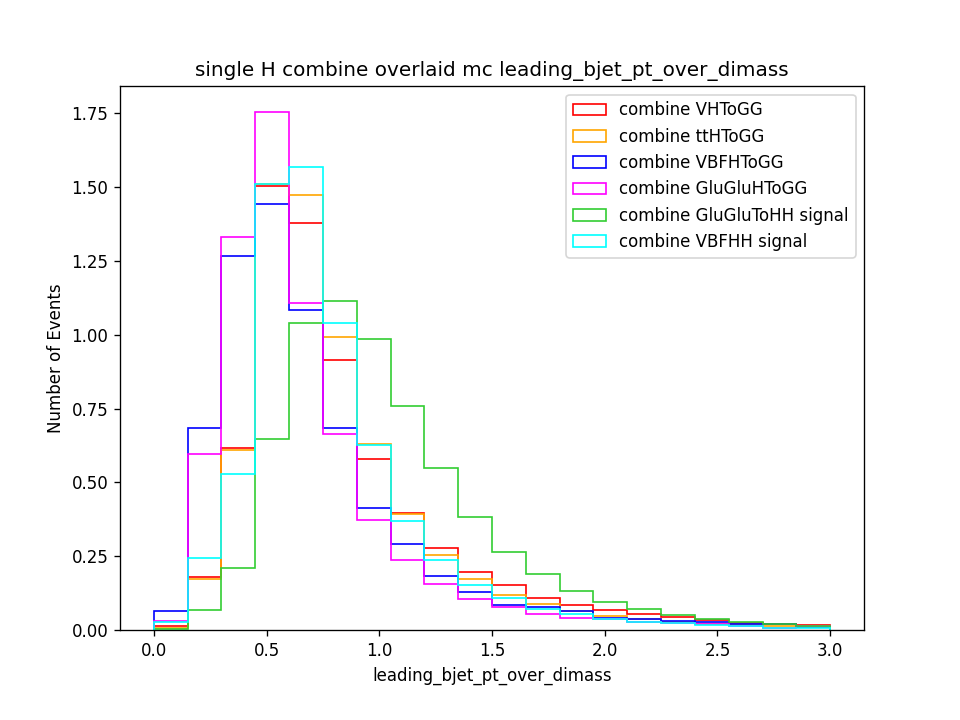 single H combine overlaid mc leading_bjet_pt_over_dimass
combine VHToGG
combine ttHToGG
combine VBFHToGG
combine GluGluHToGG
combine GluGluToHH signal
combine VBFHH signal
Number of Events
1.75
1.50
1.25
1.00
0.75
0.50
0.25
0.00
0.0 0.5 1.0 1.5 2.0 2.5 3.0
leading_bjet_pt_over_dimass